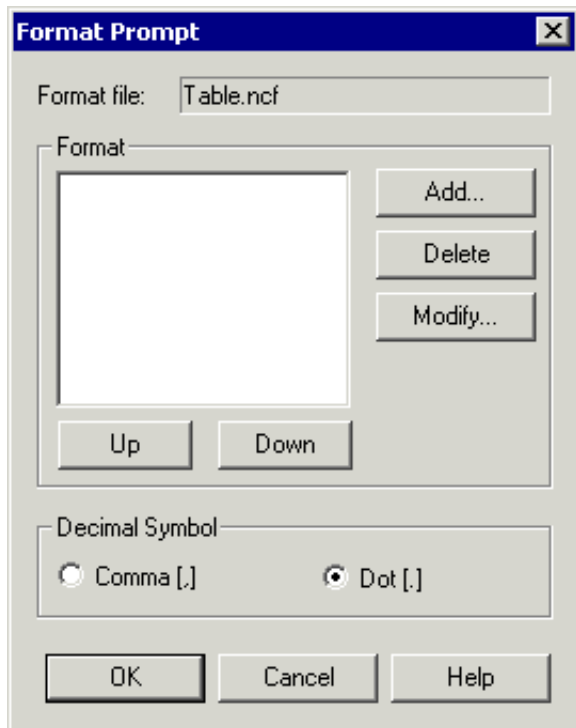 Format Prompt
Format file: Table.ncf
Format
Add...
Delete
Modify...
Up Down
Decimal Symbol
Comma [,] Dot [.]
OK Cancel Help